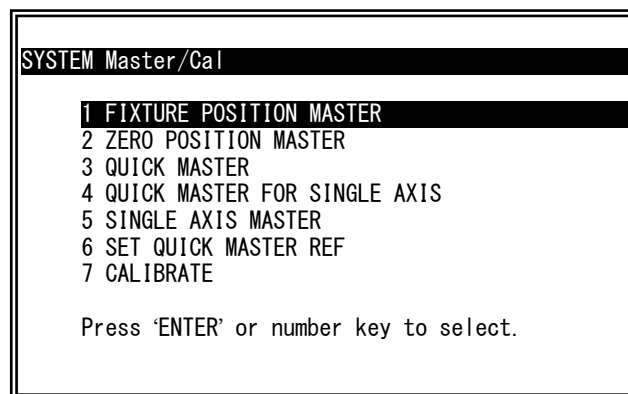 SYSTEM Master/Cal
1 FIXTURE POSITION MASTER
2 ZERO POSITION MASTER
3 QUICK MASTER
4 QUICK MASTER FOR SINGLE AXIS
5 SINGLE AXIS MASTER
6 SET QUICK MASTER REF
7 CALIBRATE
Press ‘ENTER’ or number key to select.